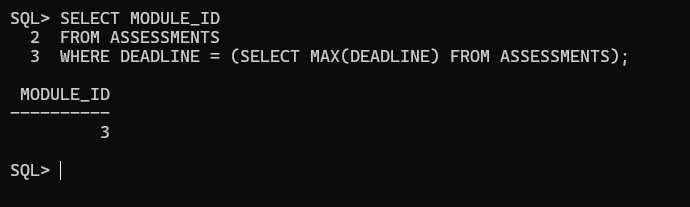 SQL> SELECT MODULE_ID
  2  FROM ASSESSMENTS
  3  WHERE DEADLINE = (SELECT MAX(DEADLINE) FROM ASSESSMENTS);
 MODULE_ID
----------
         3
SQL>